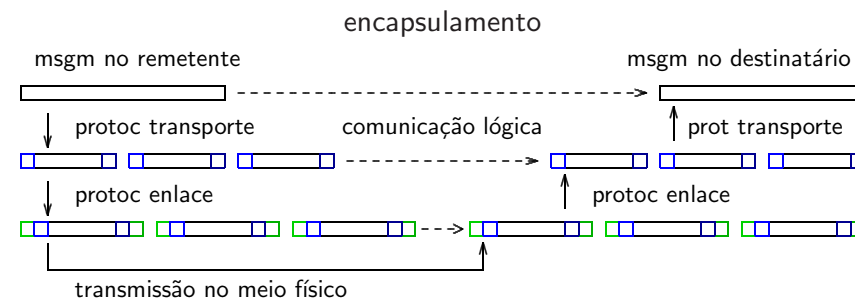 encapsulamento
msgm no remetente
msgm no destinatário
protoc transporte
comunicação lógica
prot transporte
protoc enlace
protoc enlace
transmissão no meio físico